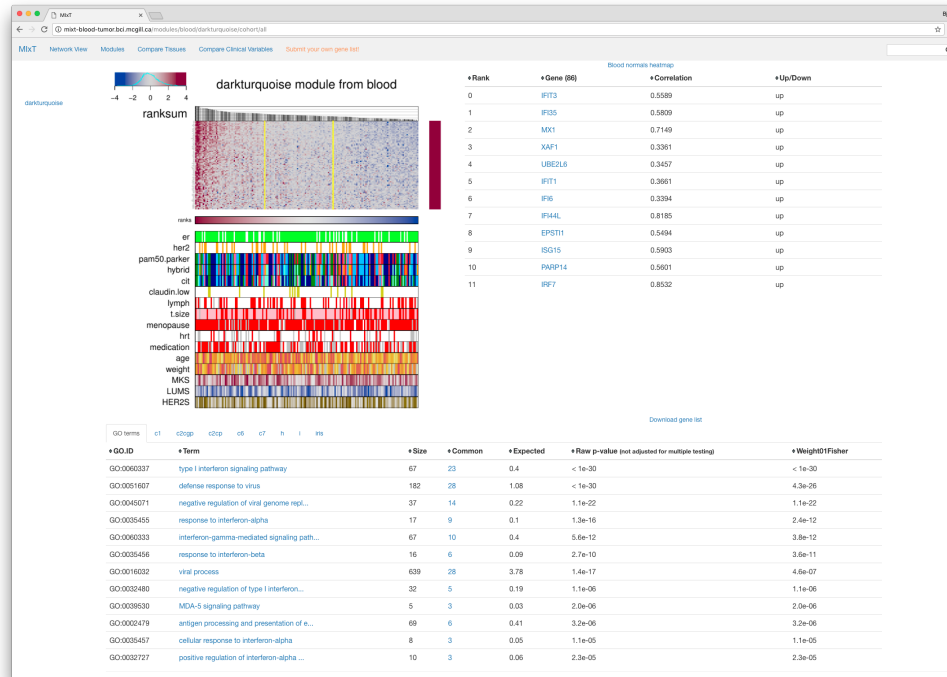 MIxT
mixt-blood-tumor.bci.mcgill.ca/modules/blood/darkturquoise/cohort/all
MIxT Network View Modules Compare Tissues Compare Clinical Variables Submit your own gene list!
darkturquoise
darkturquoise module from blood
-4 -2 0 2 4
ranksum
ranks
er
her2
pam50.parker
hybrid
cit
claudin.low
lymph
t.size
menopause
hrt
medication
age
weight
MKS
LUMS
HER2S
Blood normals heatmap
Rank Gene (86) Correlation Up/Down
0 IFIT3 0.5589 up
1 IFI35 0.5809 up
2 MX1 0.7149 up
3 XAF1 0.3361 up
4 UBE2L6 0.3457 up
5 IFIT1 0.3661 up
6 IFI6 0.3394 up
7 IFI44L 0.8185 up
8 EPSTI1 0.5494 up
9 ISG15 0.5903 up
10 PARP14 0.5601 up
11 IRF7 0.8532 up
Download gene list
GO terms c1 c2cgp c2cp c6 c7 h i iris
GO.ID Term Size Common Expected Raw p-value (not adjusted for multiple testing) Weight01Fisher
GO:0060337 type I interferon signaling pathway 67 23 0.4 < 1e-30 < 1e-30
GO:0051607 defense response to virus 182 28 1.08 < 1e-30 4.3e-26
GO:0045071 negative regulation of viral genome repl... 37 14 0.22 1.1e-22 1.1e-22
GO:0035455 response to interferon-alpha 17 9 0.1 1.3e-16 2.4e-12
GO:0060333 interferon-gamma-mediated signaling path... 67 10 0.4 5.6e-12 3.8e-12
GO:0035456 response to interferon-beta 16 6 0.09 2.7e-10 3.6e-11
GO:0016032 viral process 639 28 3.78 1.4e-17 4.6e-07
GO:0032480 negative regulation of type I interferon... 32 5 0.19 1.1e-06 1.1e-06
GO:0039530 MDA-5 signaling pathway 5 3 0.03 2.0e-06 2.0e-06
GO:0002479 antigen processing and presentation of e... 69 6 0.41 3.2e-06 3.2e-06
GO:0035457 cellular response to interferon-alpha 8 3 0.05 1.1e-05 1.1e-05
GO:0032727 positive regulation of interferon-alpha ... 10 3 0.06 2.3e-05 2.3e-05